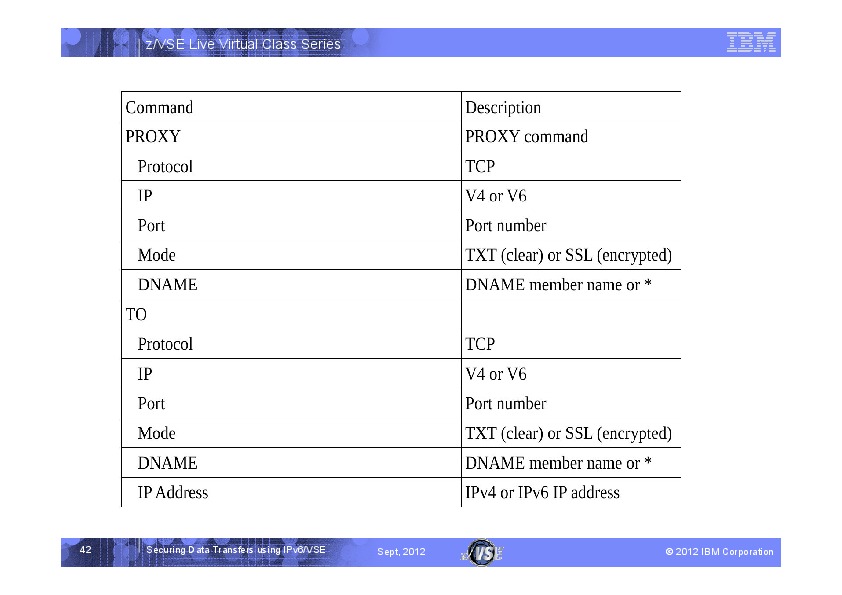 z/VSE Live Virtual Class Series
IBM
Command Description
PROXY PROXY command
Protocol TCP
IP V4 or V6
Port Port number
Mode TXT (clear) or SSL (encrypted)
DNAME DNAME member name or *
TO
Protocol TCP
IP V4 or V6
Port Port number
Mode TXT (clear) or SSL (encrypted)
DNAME DNAME member name or *
IP Address IPv4 or IPv6 IP address
42 Securing Data Transfers using IPv6/VSE Sept, 2012 z/VSE © 2012 IBM Corporation